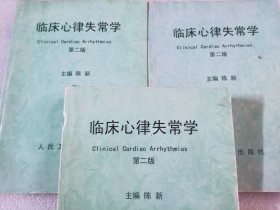 临床心律失常学
Clinical Cardiac Arrhythmias
第二版
主编 陈 新
人民卫
临床心律失常学
Clinical Cardiac Arrhythmias
第二版
主编 陈 新
出版社
临床心律失常学
Clinical Cardiac Arrhythmias
第二版
主编 陈 新